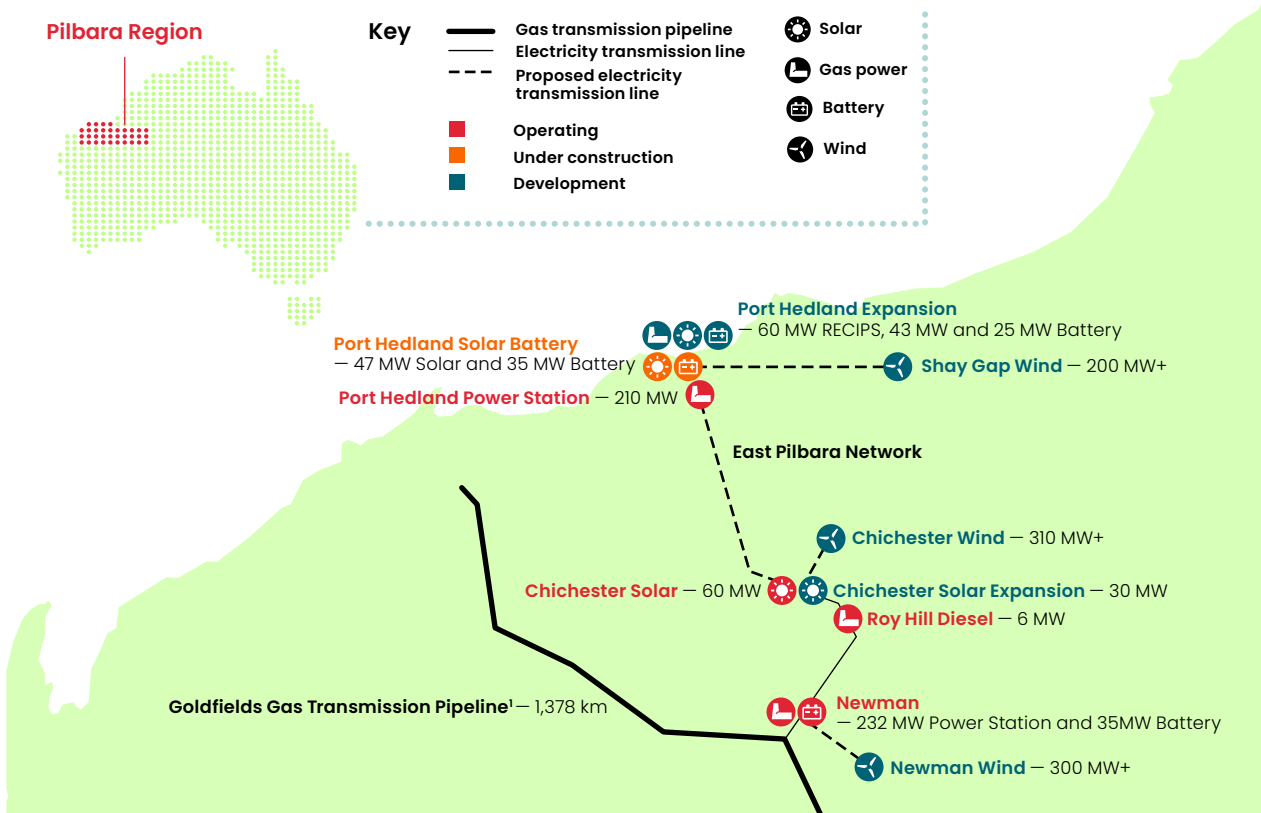 Pilbara Region
Key
Gas transmission pipeline
Electricity transmission line
Proposed electricity
transmission line
Operating
Under construction
Development
Solar
Gas power
Battery
Wind
Port Hedland Expansion
— 60 MW RECIPS, 43 MW and 25 MW Battery
Port Hedland Solar Battery
— 47 MW Solar and 35 MW Battery
Shay Gap Wind — 200 MW+
Port Hedland Power Station — 210 MW
East Pilbara Network
Chichester Wind — 310 MW+
Chichester Solar — 60 MW
Chichester Solar Expansion — 30 MW
Roy Hill Diesel — 6 MW
Newman
— 232 MW Power Station and 35MW Battery
Goldfields Gas Transmission Pipeline¹ — 1,378 km
Newman Wind — 300 MW+